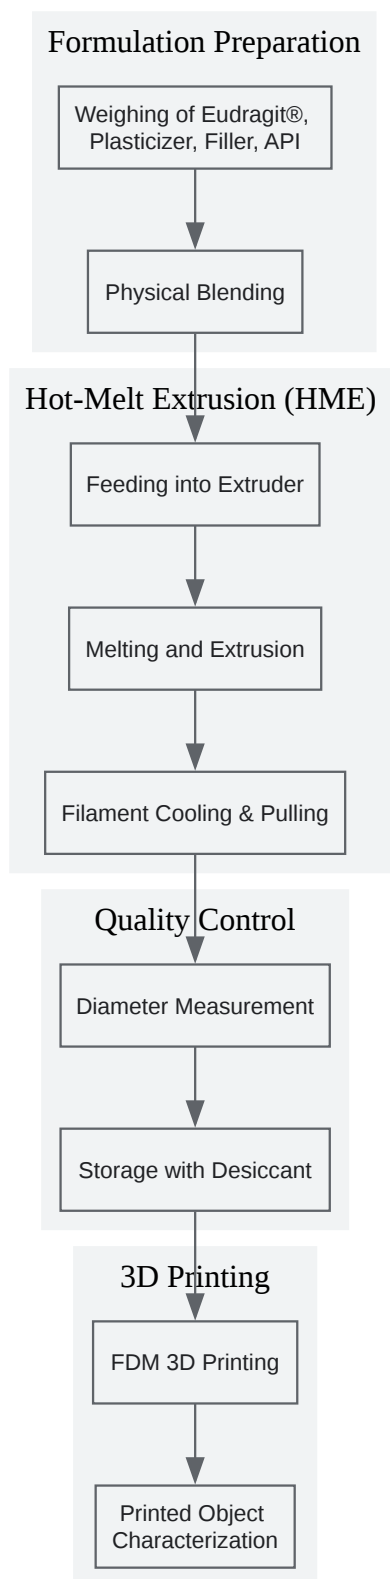 Formulation Preparation
Weighing of Eudragit®,
Plasticizer, Filler, API
Physical Blending
Hot-Melt Extrusion (HME)
Feeding into Extruder
Melting and Extrusion
Filament Cooling & Pulling
Quality Control
Diameter Measurement
Storage with Desiccant
3D Printing
FDM 3D Printing
Printed Object
Characterization